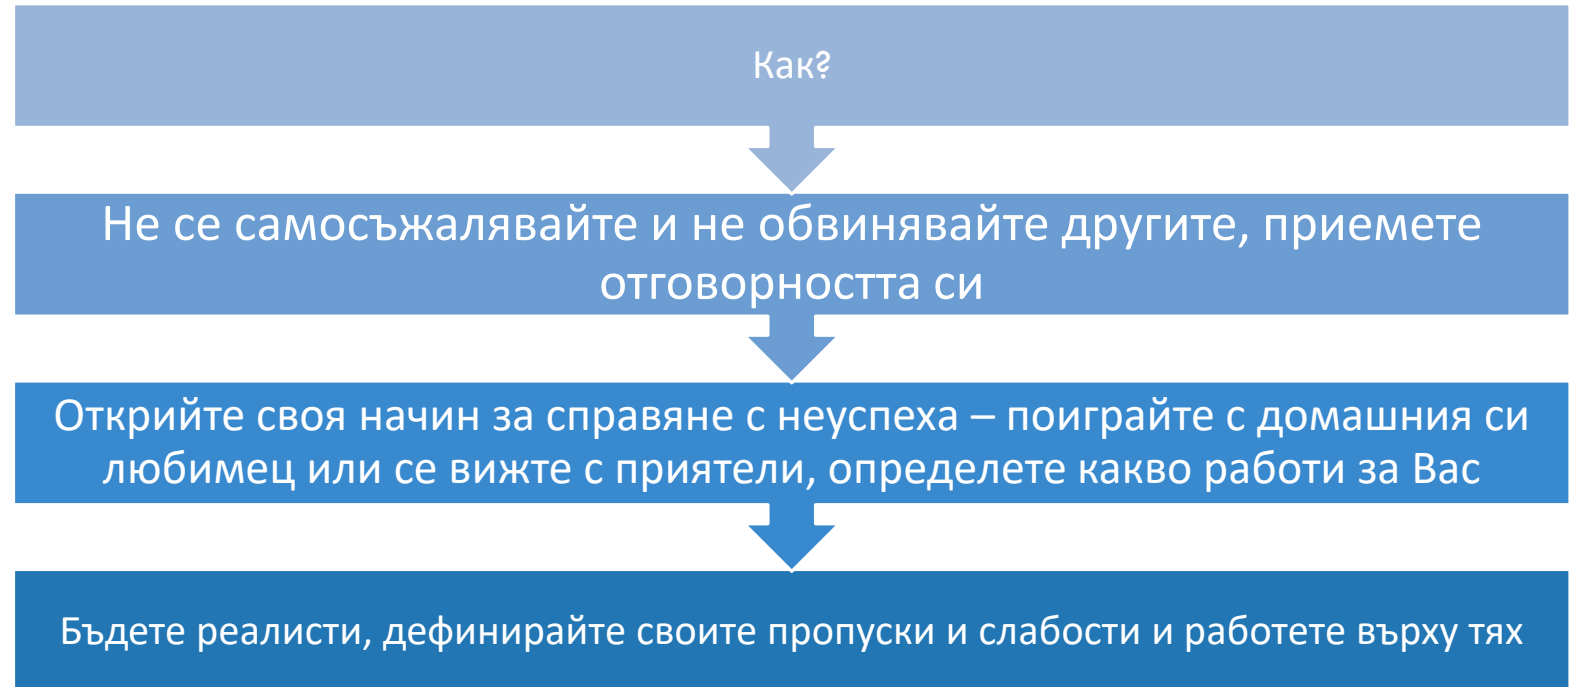 Как?
Не се самосъжалявайте и не обвинявайте другите, приемете
отговорността си
Открийте своя начин за справяне с неуспеха – поиграйте с домашния си
любимец или се вижте с приятели, определете какво работи за Вас
Бъдете реалисти, дефинирайте своите пропуски и слабости и работете върху тях